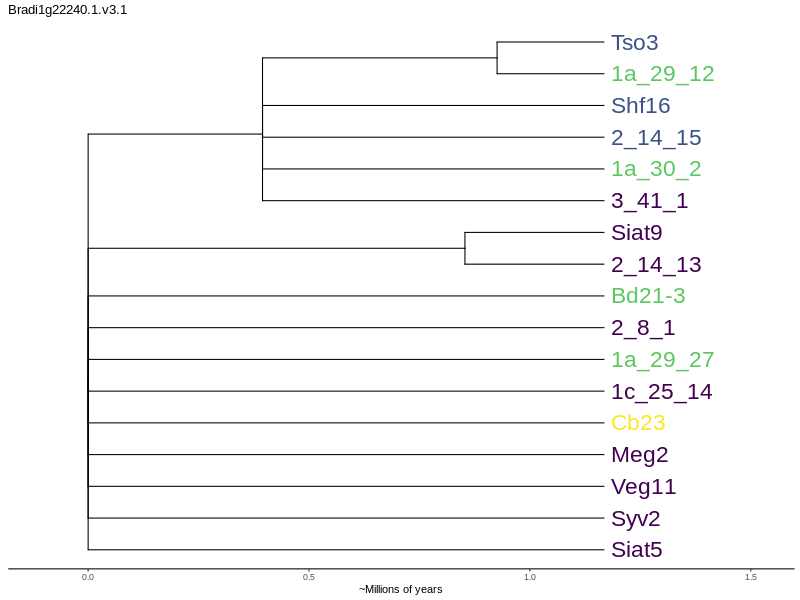 Bradi1g22240.1.v3.1
Tso3
1a_29_12
Shf16
2_14_15
1a_30_2
3_41_1
Siat9
2_14_13
Bd21-3
2_8_1
1a_29_27
1c_25_14
Cb23
Meg2
Veg11
Syv2
Siat5
0.0 0.5 1.0 1.5
~Millions of years